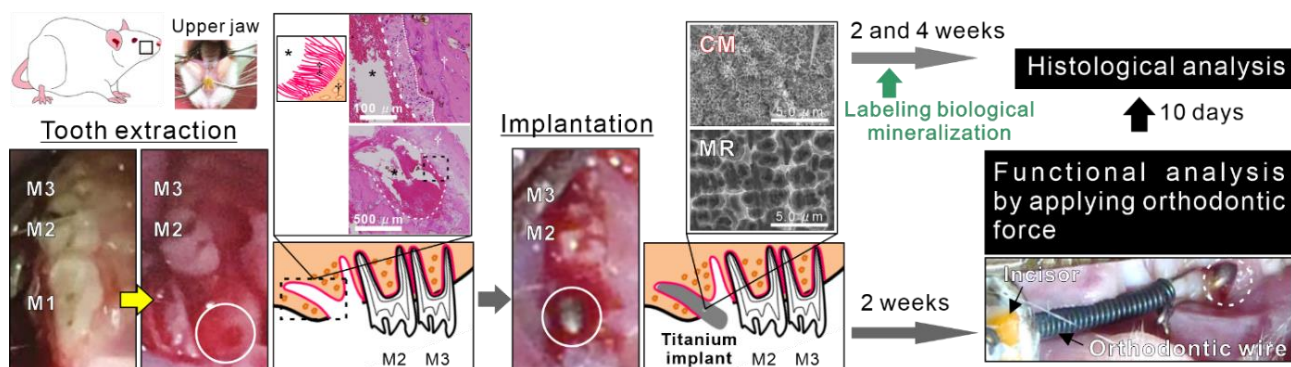 Upper jaw
Tooth extraction
M3
M2
M1
M3
M2
*
‡
†
*
†
100 μm
*
†
500 μm
M2 M3
Implantation
M3
M2
CM
5.0 μm
MR
5.0 μm
Titanium
implant
M2 M3
2 and 4 weeks
Labeling biological
mineralization
Histological analysis
10 days
Functional analysis
by applying orthodontic
force
2 weeks
Incisor
Orthodontic wire